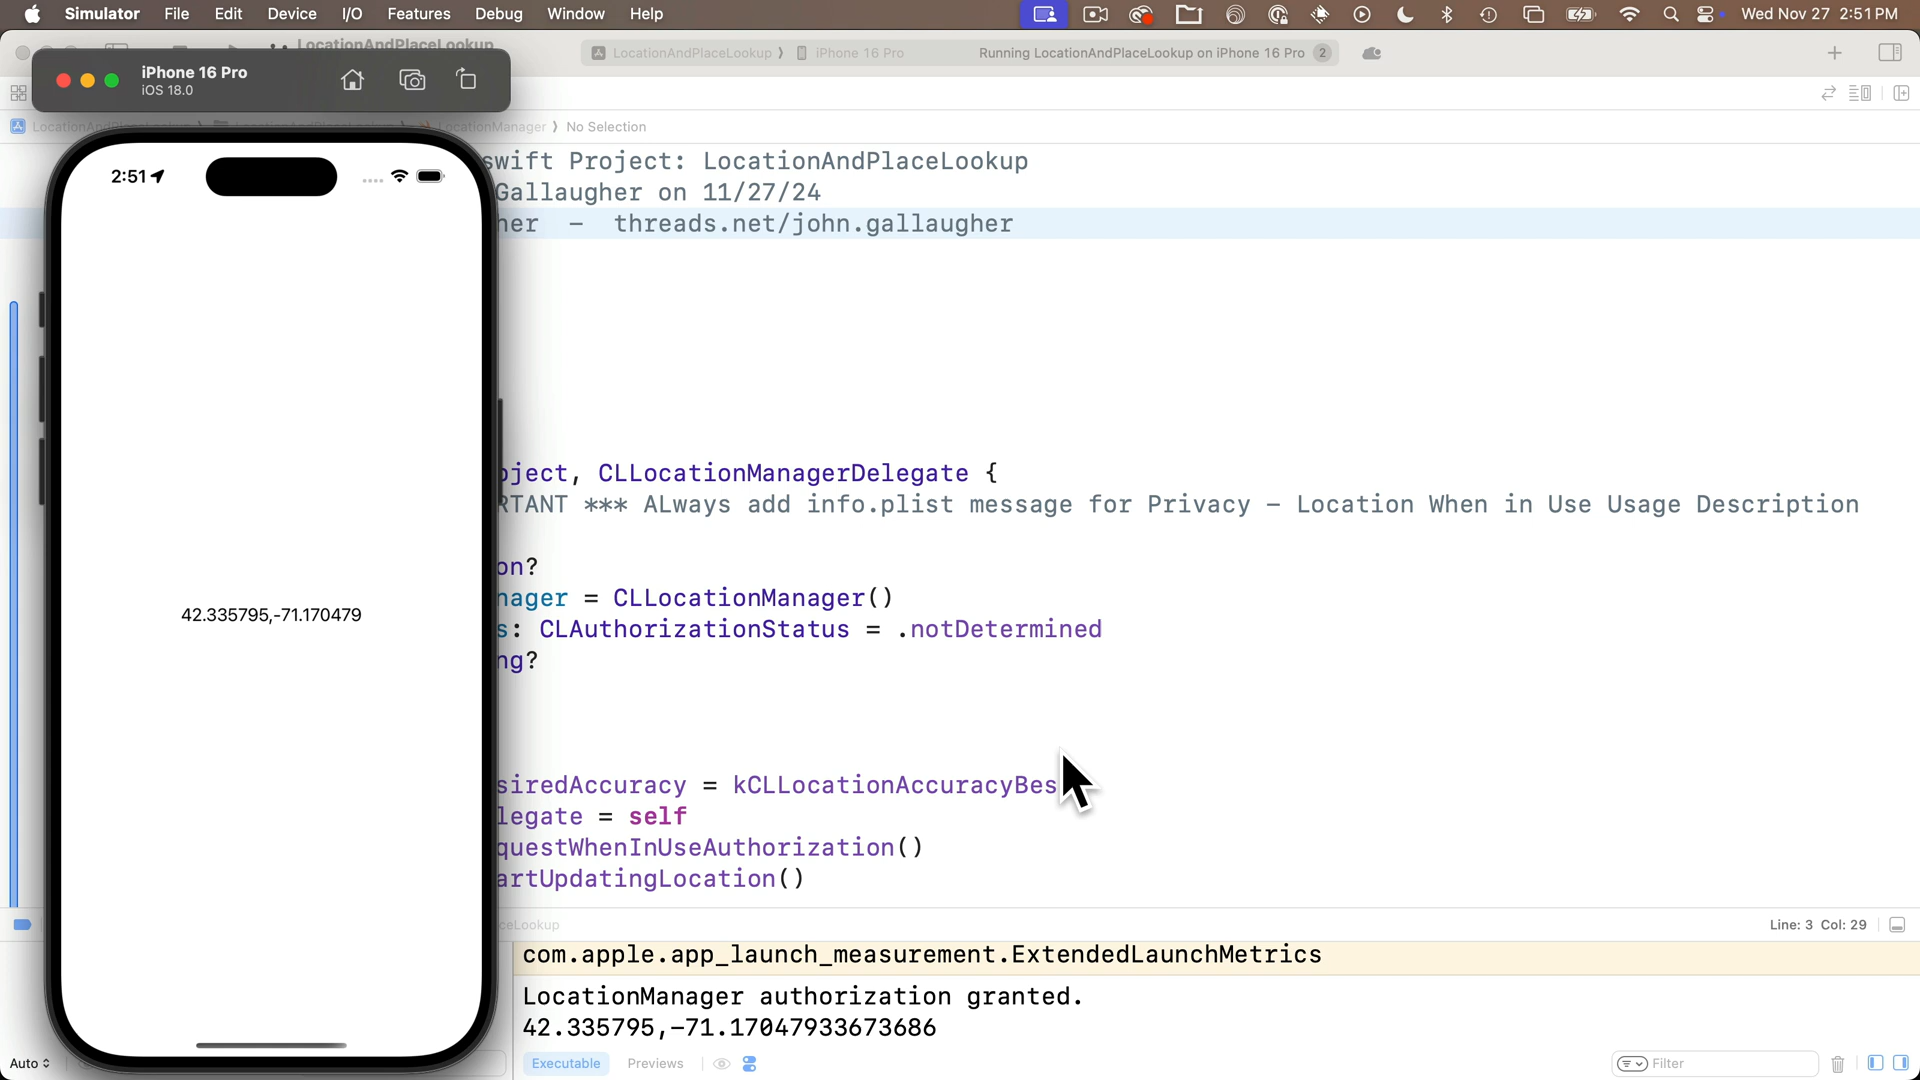 Simulator File Edit Device I/O Features Debug Window Help Wed Nov 27 2:51 PM
LocationAndPlaceLookup
LocationAndPlaceLookup 〉 iPhone 16 Pro Running LocationAndPlaceLookup on iPhone 16 Pro 2
iPhone 16 Pro
iOS 18.0
LocationManager 〉 No Selection
2:51
swift Project: LocationAndPlaceLookup
Gallaugher on 11/27/24
her – threads.net/john.gallaugher
bject, CLLocationManagerDelegate {
RTANT *** ALways add info.plist message for Privacy – Location When in Use Usage Description
on?
nager = CLLocationManager()
s: CLAuthorizationStatus = .notDetermined
ng?
42.335795,-71.170479
siredAccuracy = kCLLocationAccuracyBes
legate = self
questWhenInUseAuthorization()
artUpdatingLocation()
ceLookup Line: 3 Col: 29
com.apple.app_launch_measurement.ExtendedLaunchMetrics
LocationManager authorization granted.
42.335795,-71.17047933673686
Auto Executable Previews Filter